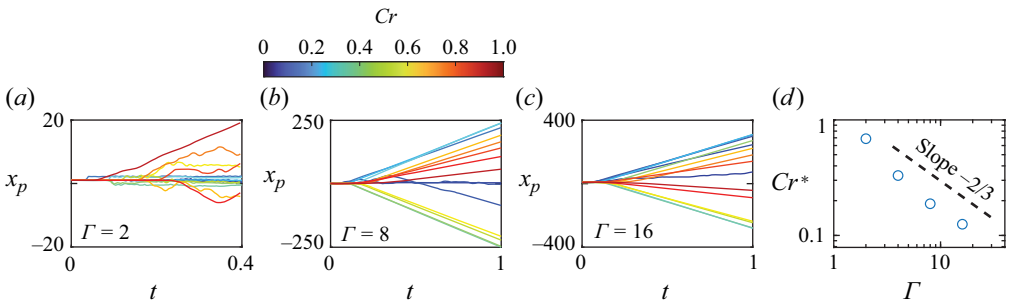 Cr
0 0.2 0.4 0.6 0.8 1.0
(a) (b) (c) (d)
20
x_p
−20
0 0.4
t
Γ = 2
250
x_p
−250
0 1
t
Γ = 8
400
x_p
−400
0 1
t
Γ = 16
1
Cr*
0.1
10
Γ
Slope −2/3